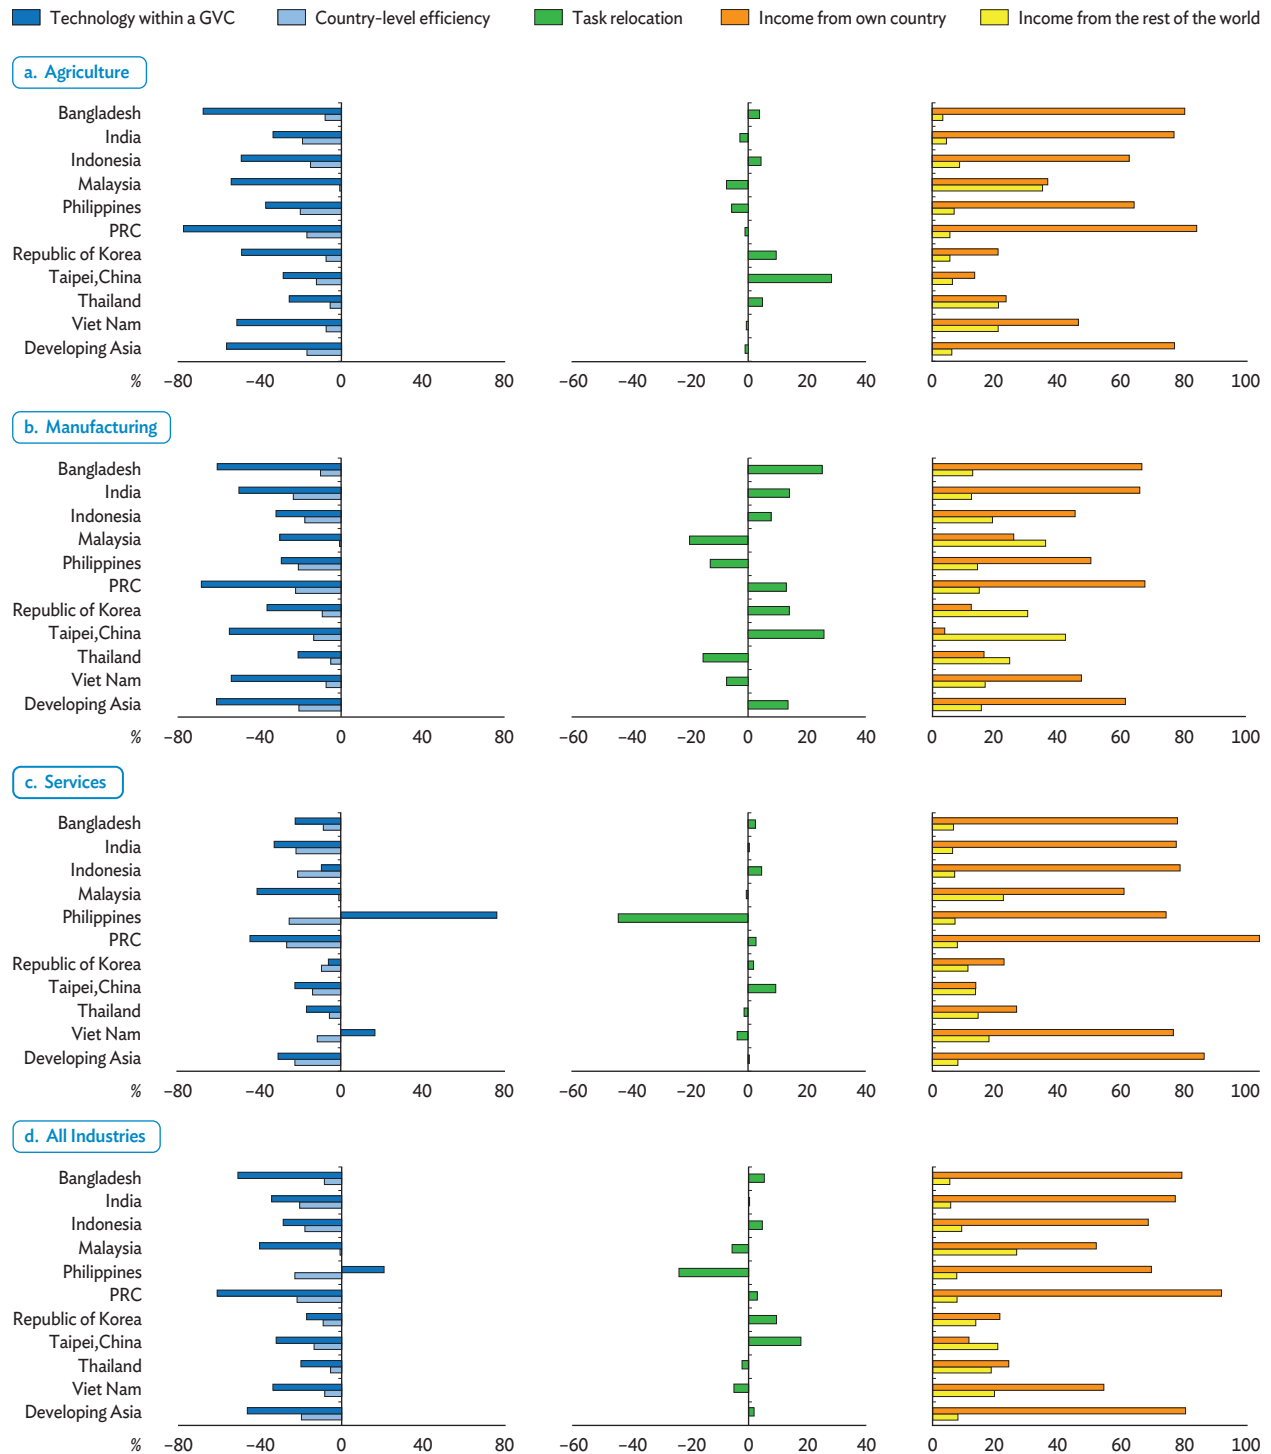 Technology within a GVC Country-level efficiency Task relocation Income from own country Income from the rest of the world
a. Agriculture
Bangladesh
India
Indonesia
Malaysia
Philippines
PRC
Republic of Korea
Taipei,China
Thailand
Viet Nam
Developing Asia
% –80 –40 0 40 80 –60 –40 –20 0 20 40 0 20 40 60 80 100
b. Manufacturing
Bangladesh
India
Indonesia
Malaysia
Philippines
PRC
Republic of Korea
Taipei,China
Thailand
Viet Nam
Developing Asia
% –80 –40 0 40 80 –60 –40 –20 0 20 40 0 20 40 60 80 100
c. Services
Bangladesh
India
Indonesia
Malaysia
Philippines
PRC
Republic of Korea
Taipei,China
Thailand
Viet Nam
Developing Asia
% –80 –40 0 40 80 –60 –40 –20 0 20 40 0 20 40 60 80 100
d. All Industries
Bangladesh
India
Indonesia
Malaysia
Philippines
PRC
Republic of Korea
Taipei,China
Thailand
Viet Nam
Developing Asia
% –80 –40 0 40 80 –60 –40 –20 0 20 40 0 20 40 60 80 100